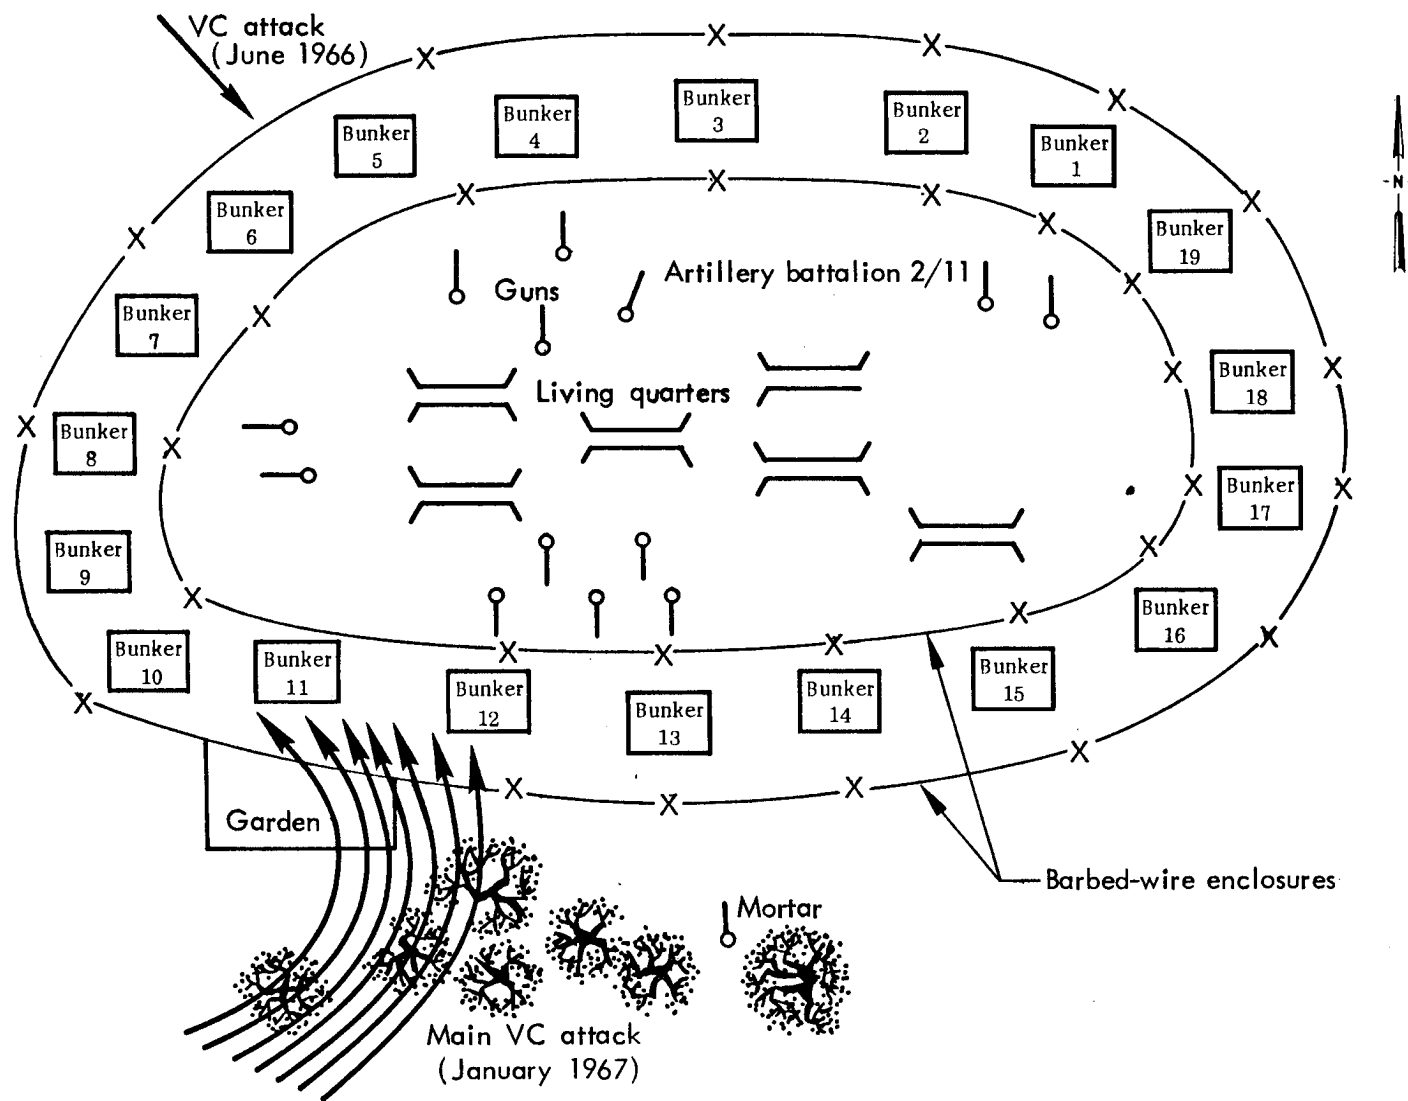 VC attack
(June 1966)
Bunker
5
Bunker
4
Bunker
3
Bunker
2
Bunker
1
N
Bunker
6
Bunker
19
Guns
Artillery battalion 2/11
Bunker
7
Living quarters
Bunker
18
Bunker
8
Bunker
17
Bunker
9
Bunker
16
Bunker
10
Bunker
11
Bunker
12
Bunker
13
Bunker
14
Bunker
15
Garden
Barbed-wire enclosures
Mortar
Main VC attack
(January 1967)